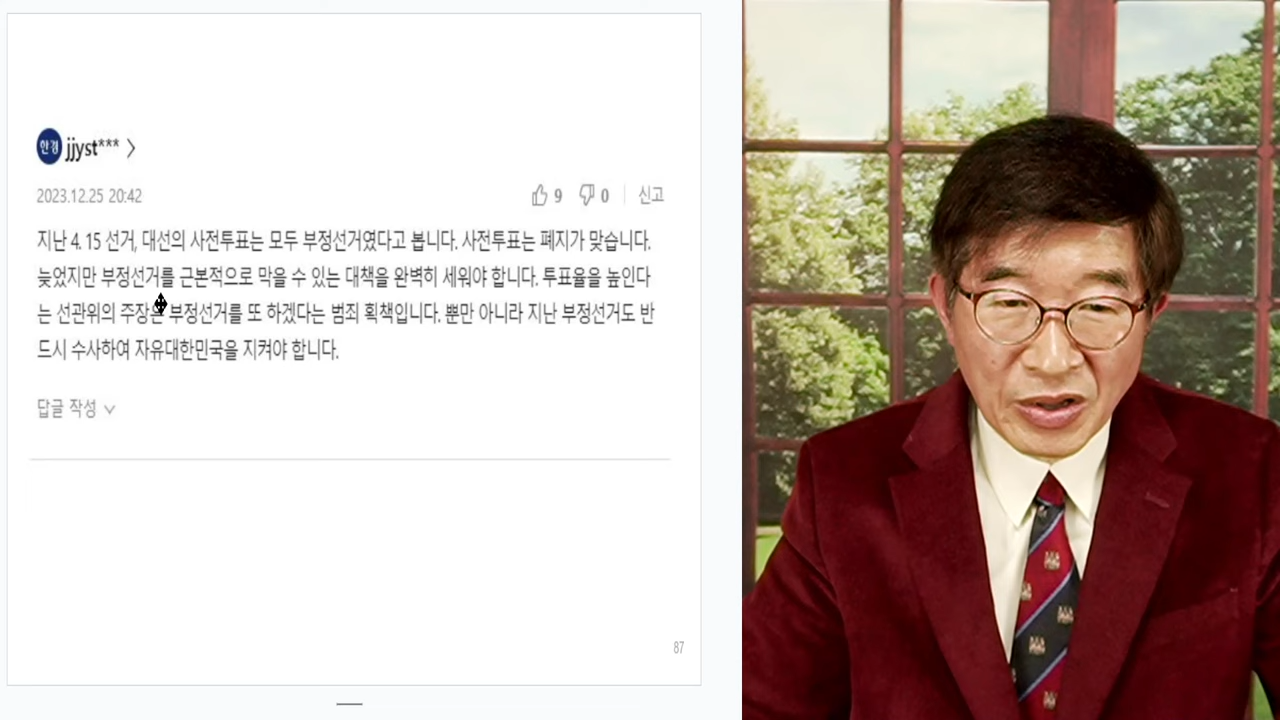 한경 jjyst***
2023.12.25 20:42
9 0 신고
지난 4. 15 선거, 대선의 사전투표는 모두 부정선거였다고 봅니다. 사전투표는 폐지가 맞습니다.
늦었지만 부정선거를 근본적으로 막을 수 있는 대책을 완벽히 세워야 합니다. 투표율을 높인다
는 선관위의 주장은 부정선거를 또 하겠다는 범죄 획책입니다. 뿐만 아니라 지난 부정선거도 반
드시 수사하여 자유대한민국을 지켜야 합니다.
답글 작성
87